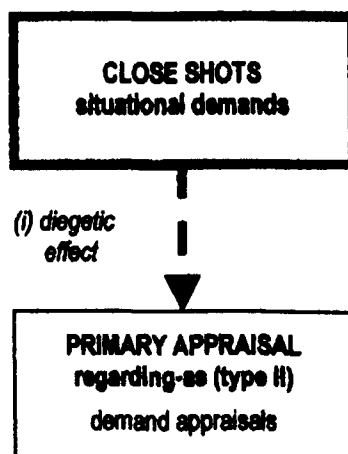 CLOSE SHOTS
situational demands
(i) diegetic
effect
PRIMARY APPRAISAL
regarding-as (type II)
demand appraisals